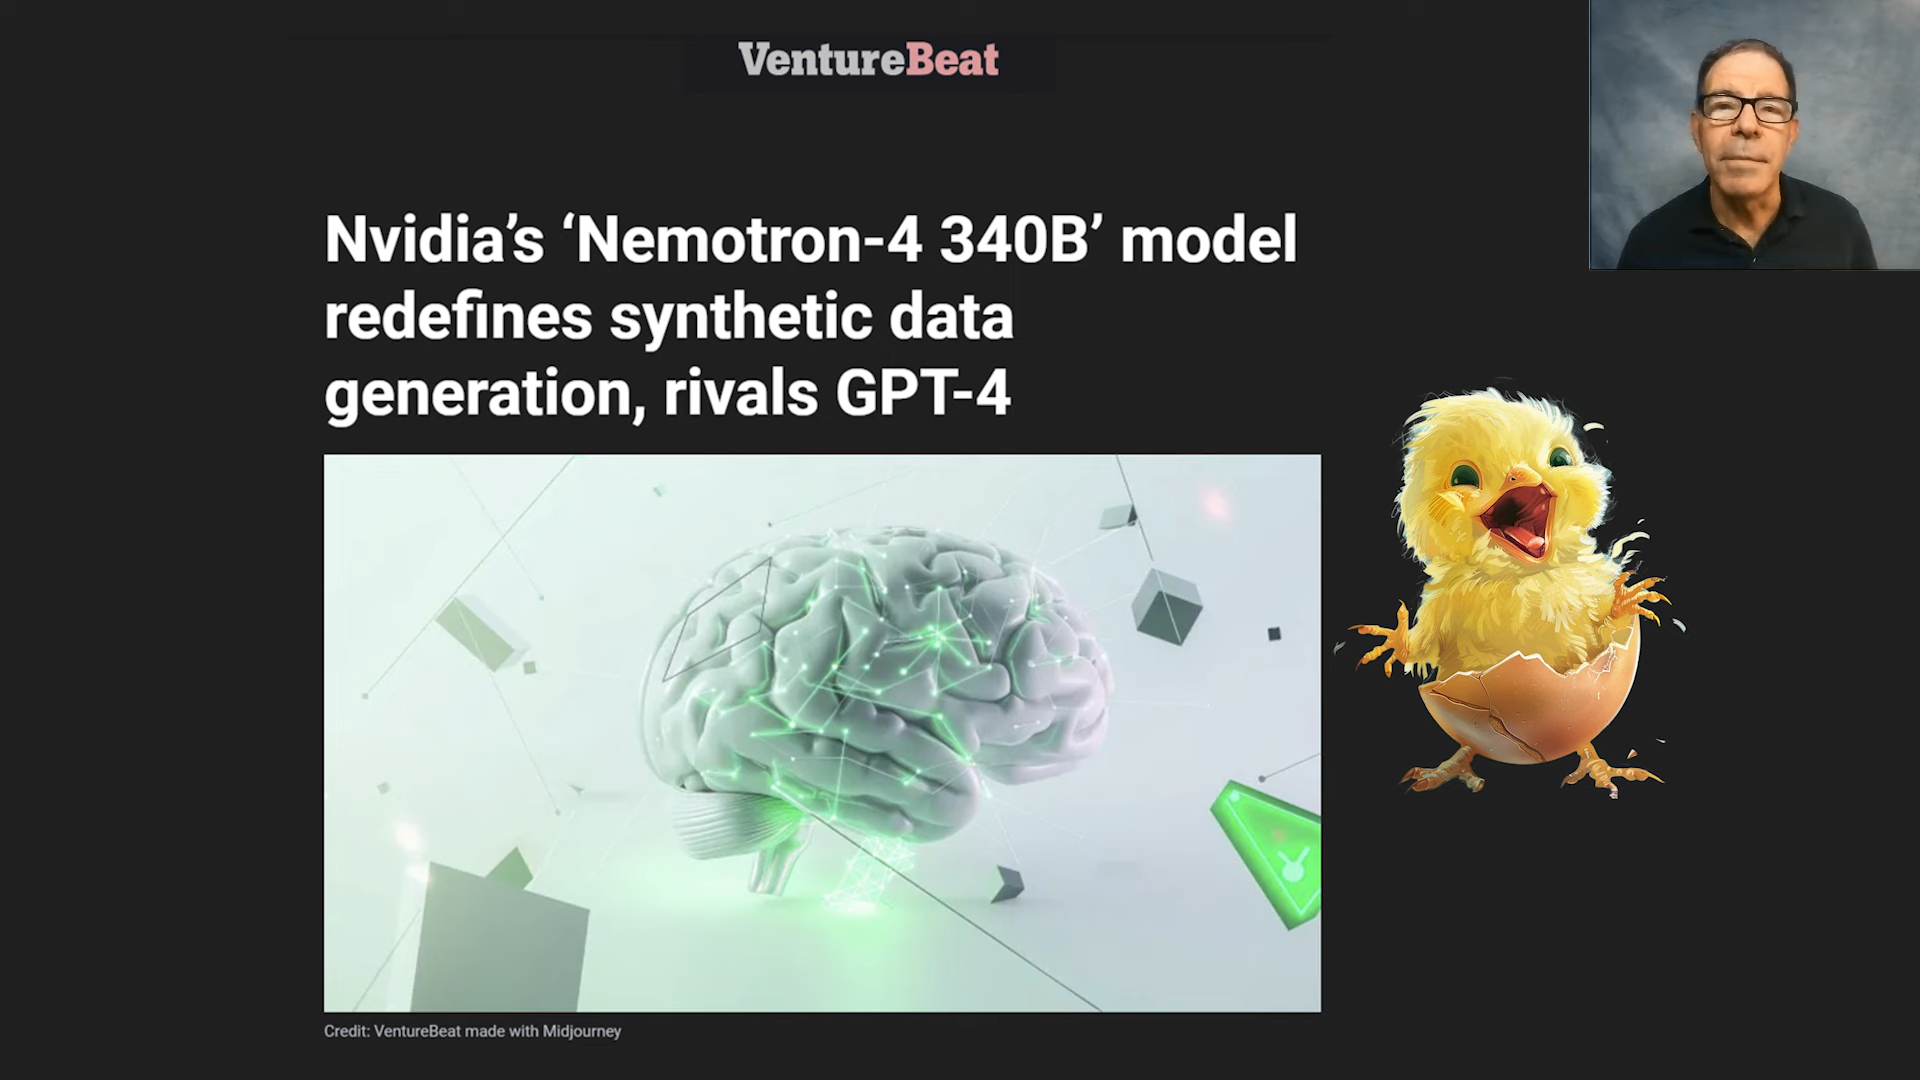 VentureBeat
Nvidia’s ‘Nemotron-4 340B’ model
redefines synthetic data
generation, rivals GPT-4
Credit: VentureBeat made with Midjourney